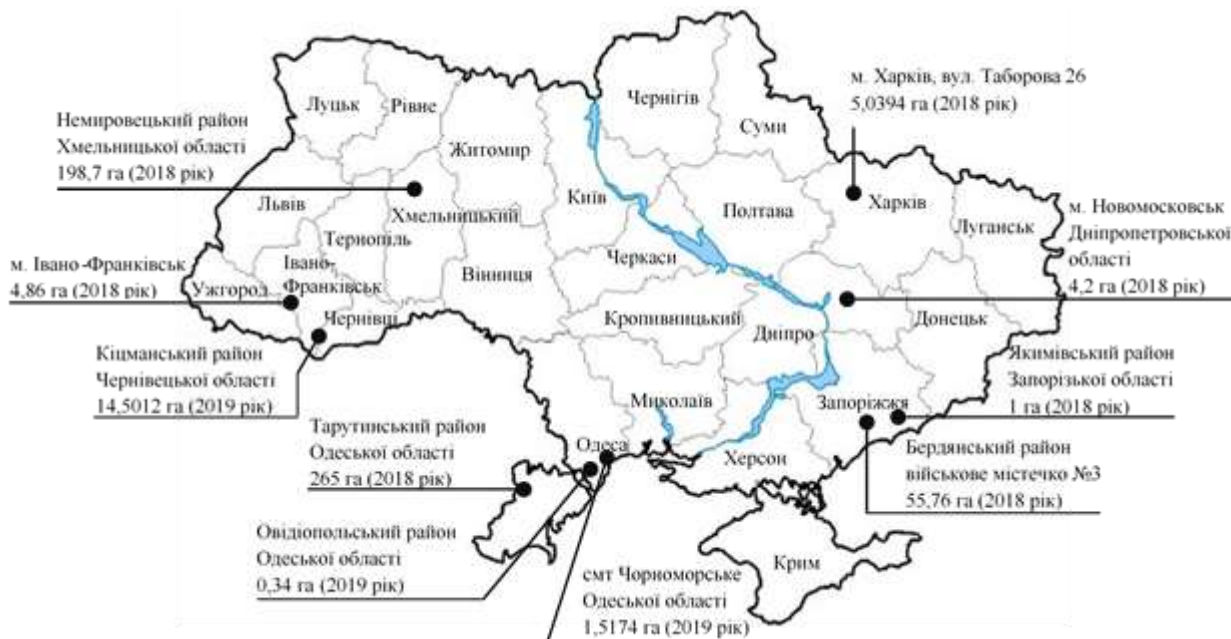 м. Харків, вул. Таборова 26
5,0394 га (2018 рік)
Чернігів
Луцьк
Рівне
Суми
Немировецький район
Хмельницької області
198,7 га (2018 рік)
Житомир
Київ
Львів
Хмельницький
Полтава
Харків
Луганськ
м. Новомосковськ
Дніпропетровської
області
4,2 га (2018 рік)
Тернопіль
Черкаси
Вінниця
м. Івано-Франківськ
4,86 га (2018 рік)
Ужгород
Івано-
Франківськ
Чернівці
Кропивницький
Дніпро
Донецьк
Кіцманський район
Чернівецької області
14,5012 га (2019 рік)
Якимівський район
Запорізької області
1 га (2018 рік)
Миколаїв
Запоріжжя
Тарутинський район
Одеської області
265 га (2018 рік)
Одеса
Херсон
Бердянський район
військове містечко №3
55,76 га (2018 рік)
Овідіопольський район
Одеської області
0,34 га (2019 рік)
Крим
смт Чорноморське
Одеської області
1,5174 га (2019 рік)